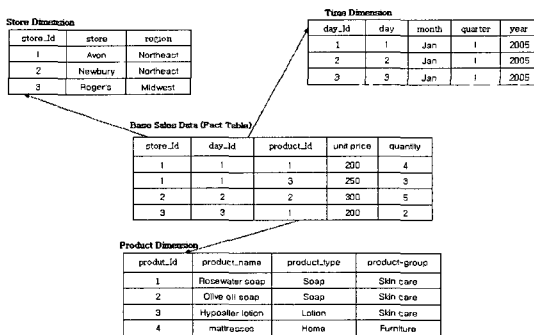 Store Dimension
store_Id store region
1 Avon Northeast
2 Newbury Northeast
3 Roger's Midwest
Time Dimension
day_Id day month quarter year
1 1 Jan 1 2005
2 2 Jan 1 2005
3 3 Jan 1 2005
Base Sales Data (Fact Table)
store_Id day_Id product_Id unit price quantity
1 1 1 200 4
1 1 3 250 3
2 2 2 300 5
3 3 1 200 2
Product Dimension
produt_Id product_name product_type product-group
1 Rosewater soap Soap Skin care
2 Olive oil soap Soap Skin care
3 Hypoaller lotion Lotion Skin care
4 mattresses Home Furniture